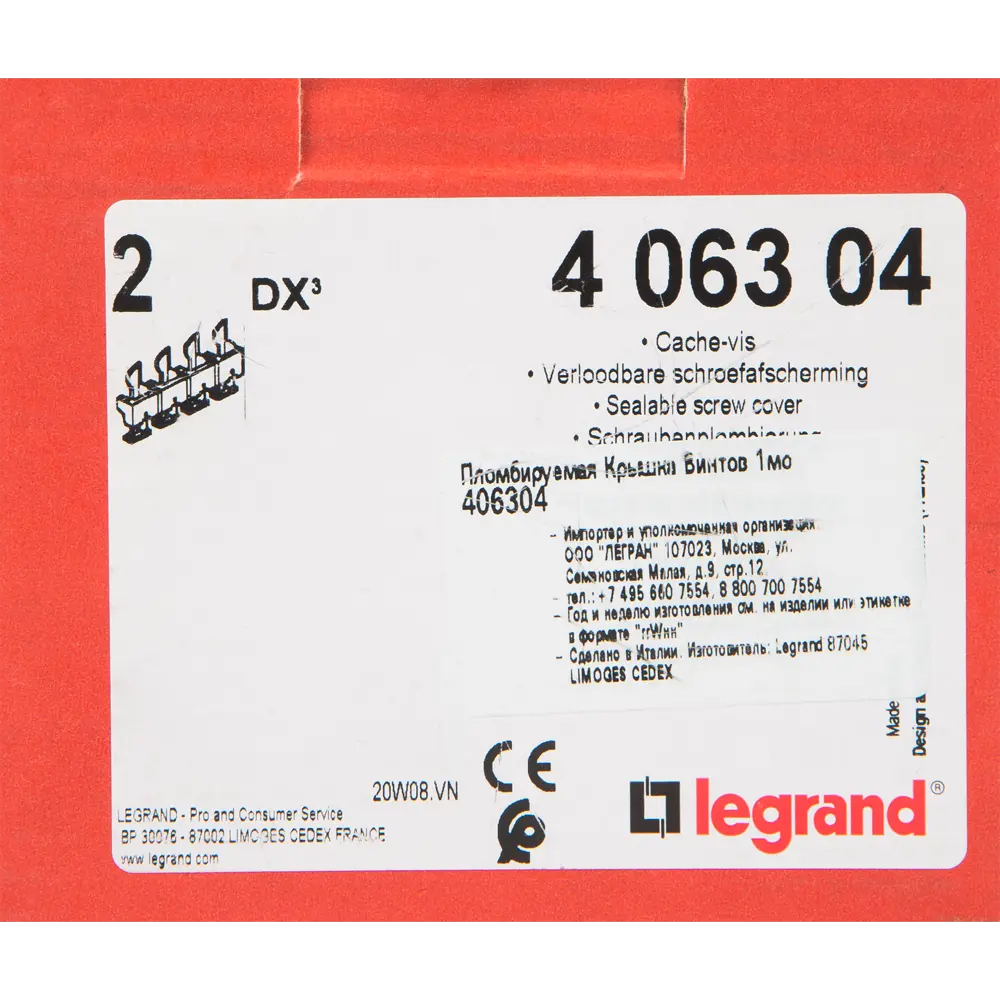 2
DX³
4 063 04
• Cache-vis
• Verloodbare schroefafscherming
• Sealable screw cover
• Schraubenplombierung
Пломбируемая Крышка Винтов 1мо
406304
– Импортер и уполкомоченная организация
ООО "ЛЕГРАН" 107023, Москва, ул.
Семяновская Малая, д.9, стр.12
– тел.: +7 495 660 7554, 8 800 700 7554
– Год и неделю изготовления см. на изделии или этикетке
в формате "ггWнн"
– Сделано в Италии. Изготовитель: Legrand 87045
LIMOGES CEDEX
Made
Design a
CE
20W08.VN
LEGRAND - Pro and Consumer Service
BP 30076 - 87002 LIMOGES CEDEX FRANCE
www legrand com
legrand®